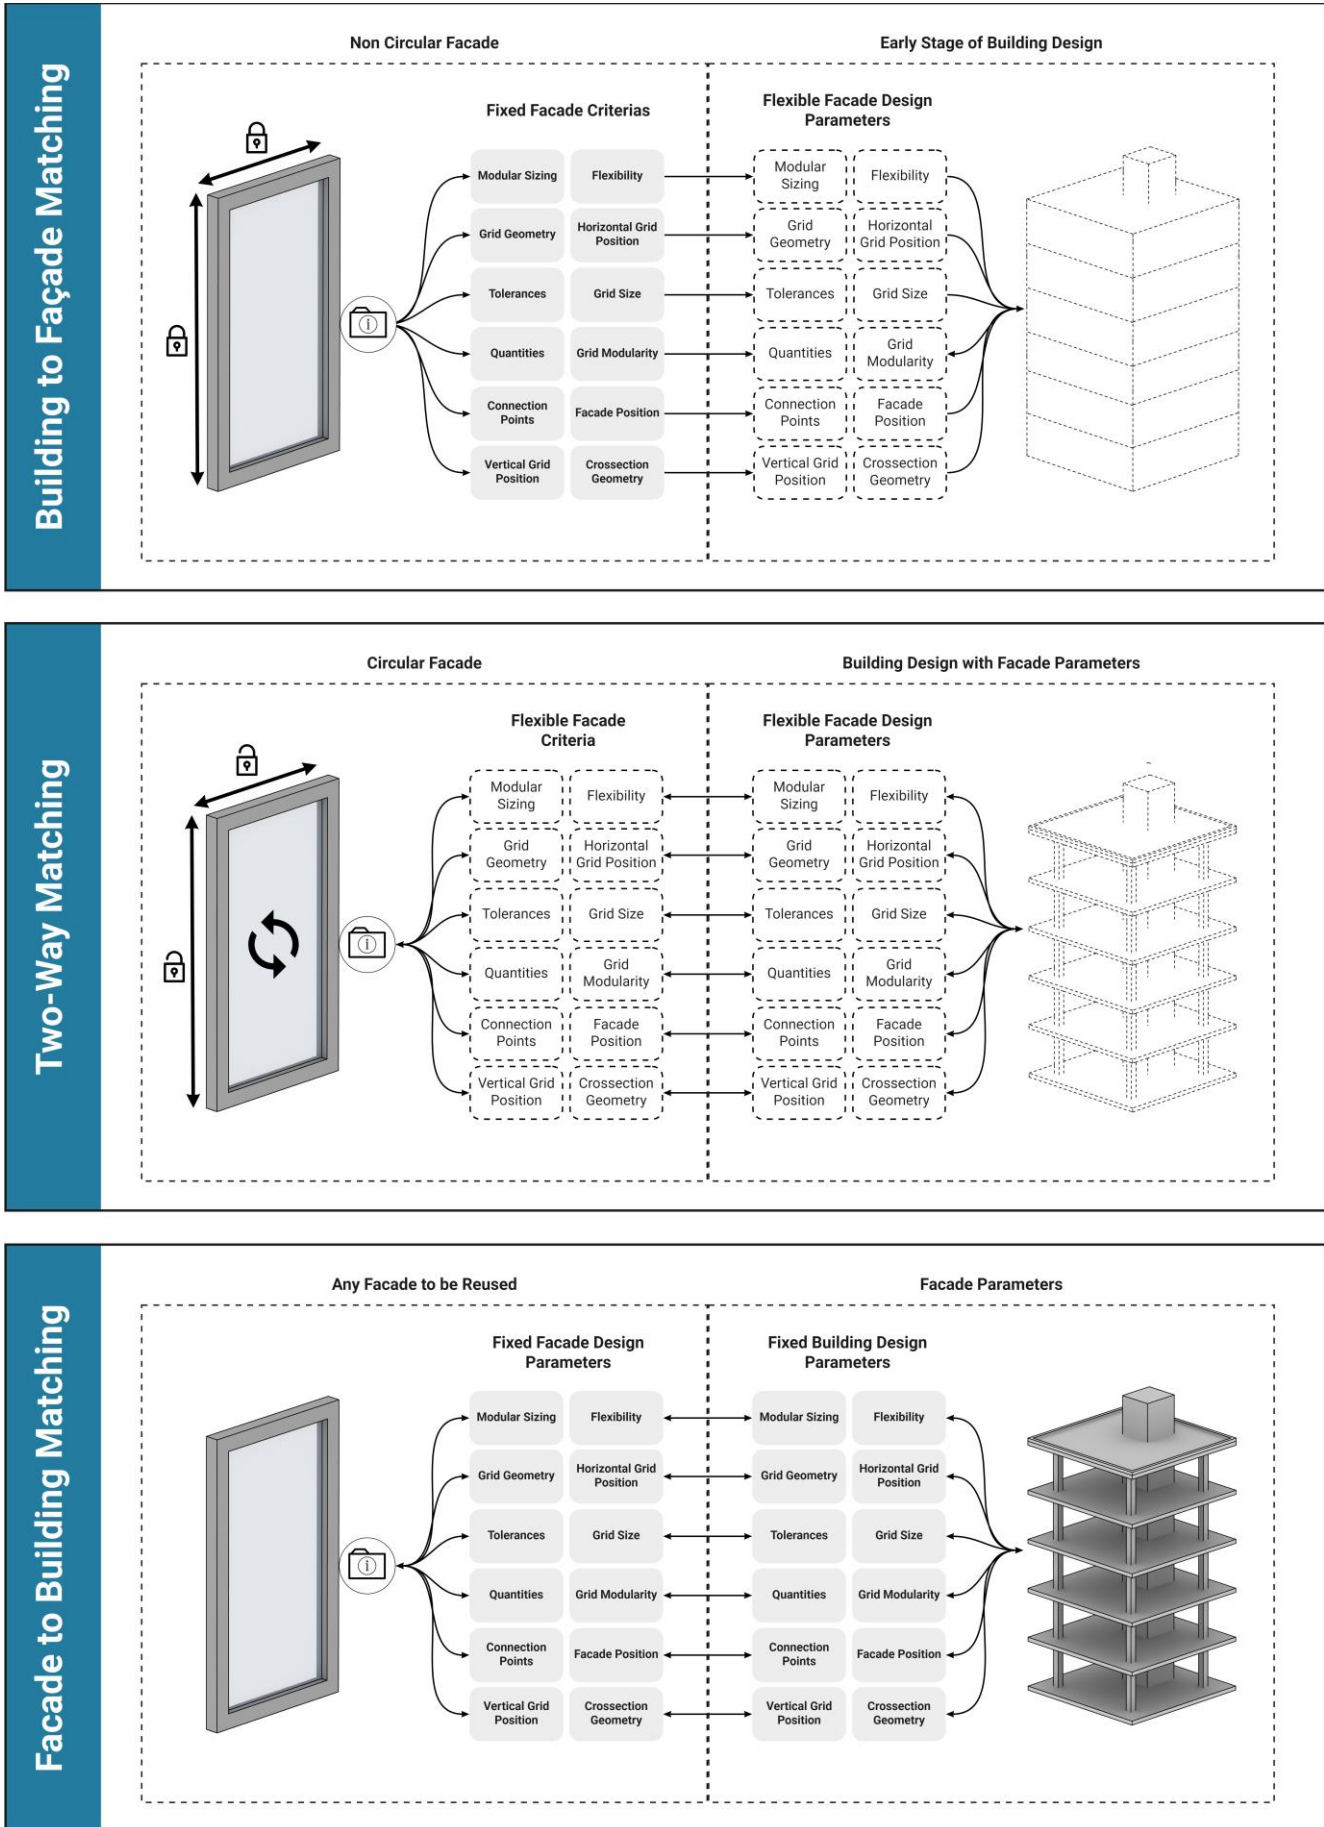 Building to Façade Matching
Non Circular Facade
Early Stage of Building Design
Fixed Facade Criterias
Flexible Facade Design
Parameters
Modular Sizing
Flexibility
Modular
Sizing
Flexibility
Grid Geometry
Horizontal Grid
Position
Grid
Geometry
Horizontal
Grid Position
Tolerances
Grid Size
Tolerances
Grid Size
i
Quantities
Grid Modularity
Quantities
Grid
Modularity
Connection
Points
Facade Position
Connection
Points
Facade
Position
Vertical Grid
Position
Crossection
Geometry
Vertical Grid
Position
Crossection
Geometry
Two-Way Matching
Circular Facade
Building Design with Facade Parameters
Flexible Facade
Criteria
Flexible Facade Design
Parameters
Modular
Sizing
Flexibility
Modular
Sizing
Flexibility
Grid
Geometry
Horizontal
Grid Position
Grid
Geometry
Horizontal
Grid Position
Tolerances
Grid Size
Tolerances
Grid Size
i
Quantities
Grid
Modularity
Quantities
Grid
Modularity
Connection
Points
Facade
Position
Connection
Points
Facade
Position
Vertical Grid
Position
Crossection
Geometry
Vertical Grid
Position
Crossection
Geometry
Facade to Building Matching
Any Facade to be Reused
Facade Parameters
Fixed Facade Design
Parameters
Fixed Building Design
Parameters
Modular Sizing
Flexibility
Modular Sizing
Flexibility
Grid Geometry
Horizontal Grid
Position
Grid Geometry
Horizontal Grid
Position
Tolerances
Grid Size
Tolerances
Grid Size
i
Quantities
Grid Modularity
Quantities
Grid Modularity
Connection
Points
Facade Position
Connection
Points
Facade Position
Vertical Grid
Position
Crossection
Geometry
Vertical Grid
Position
Crossection
Geometry